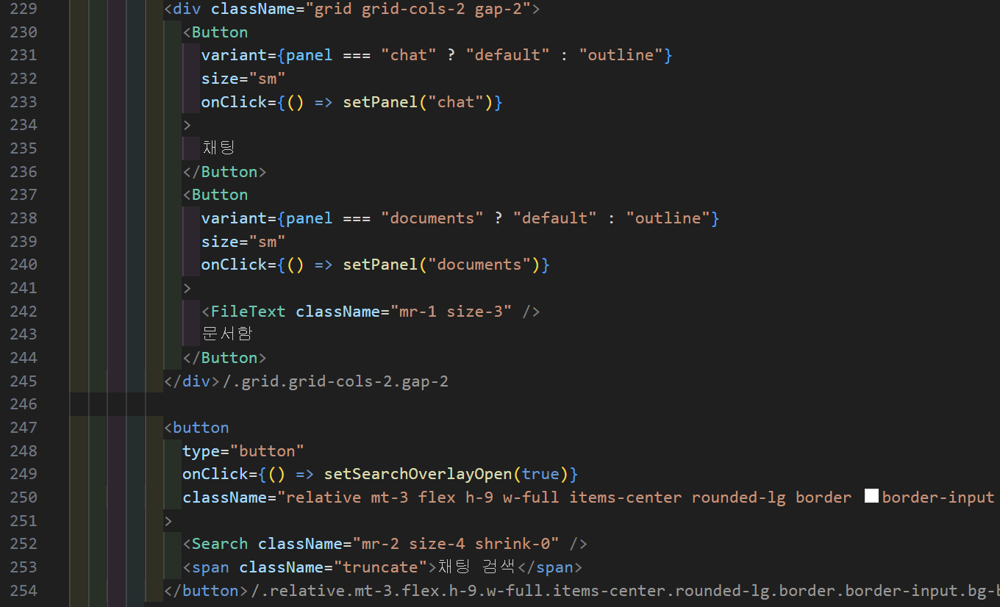 229 <div className="grid grid-cols-2 gap-2">
230 <Button
231 variant={panel === "chat" ? "default" : "outline"}
232 size="sm"
233 onClick={() => setPanel("chat")}
234 >
235 채팅
236 </Button>
237 <Button
238 variant={panel === "documents" ? "default" : "outline"}
239 size="sm"
240 onClick={() => setPanel("documents")}
241 >
242 <FileText className="mr-1 size-3" />
243 문서함
244 </Button>
245 </div>/.grid.grid-cols-2.gap-2
246
247 <button
248 type="button"
249 onClick={() => setSearchOverlayOpen(true)}
250 className="relative mt-3 flex h-9 w-full items-center rounded-lg border border-input
251 >
252 <Search className="mr-2 size-4 shrink-0" />
253 <span className="truncate">채팅 검색</span>
254 </button>/.relative.mt-3.flex.h-9.w-full.items-center.rounded-lg.border.border-input.bg-b